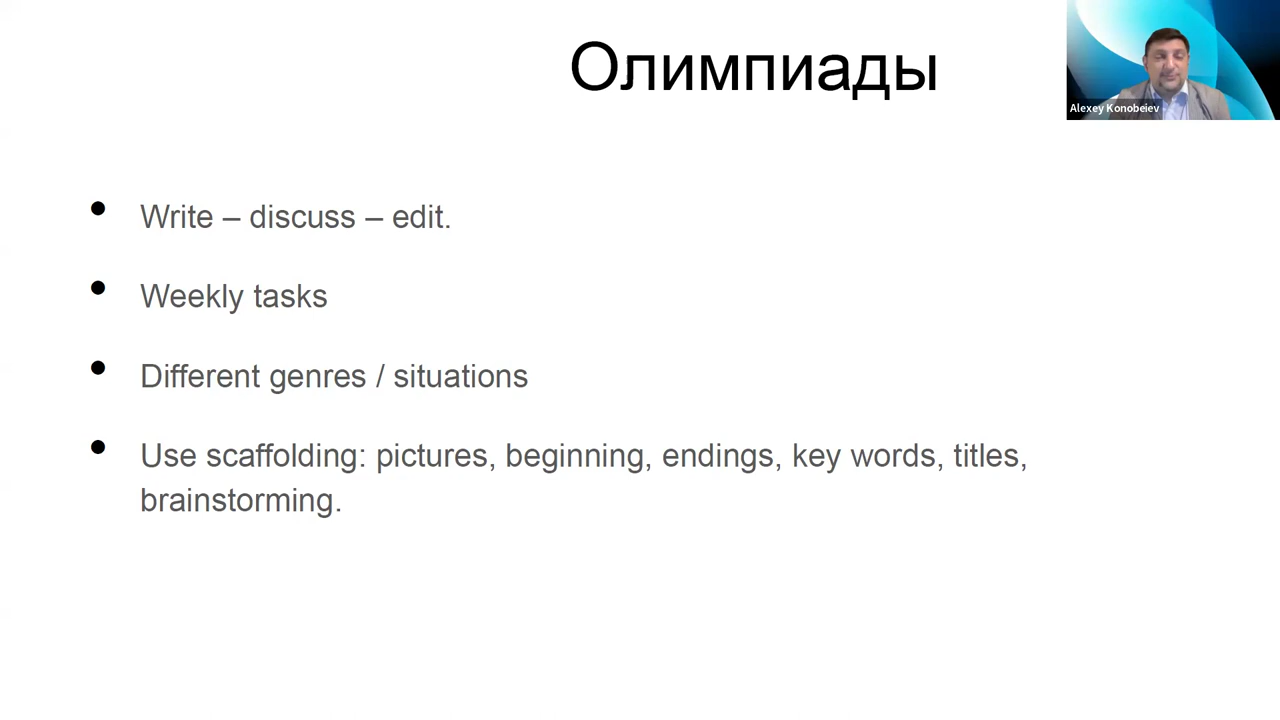 Олимпиады
Alexey Konobeiev
• Write – discuss – edit.
• Weekly tasks
• Different genres / situations
• Use scaffolding: pictures, beginning, endings, key words, titles,
brainstorming.